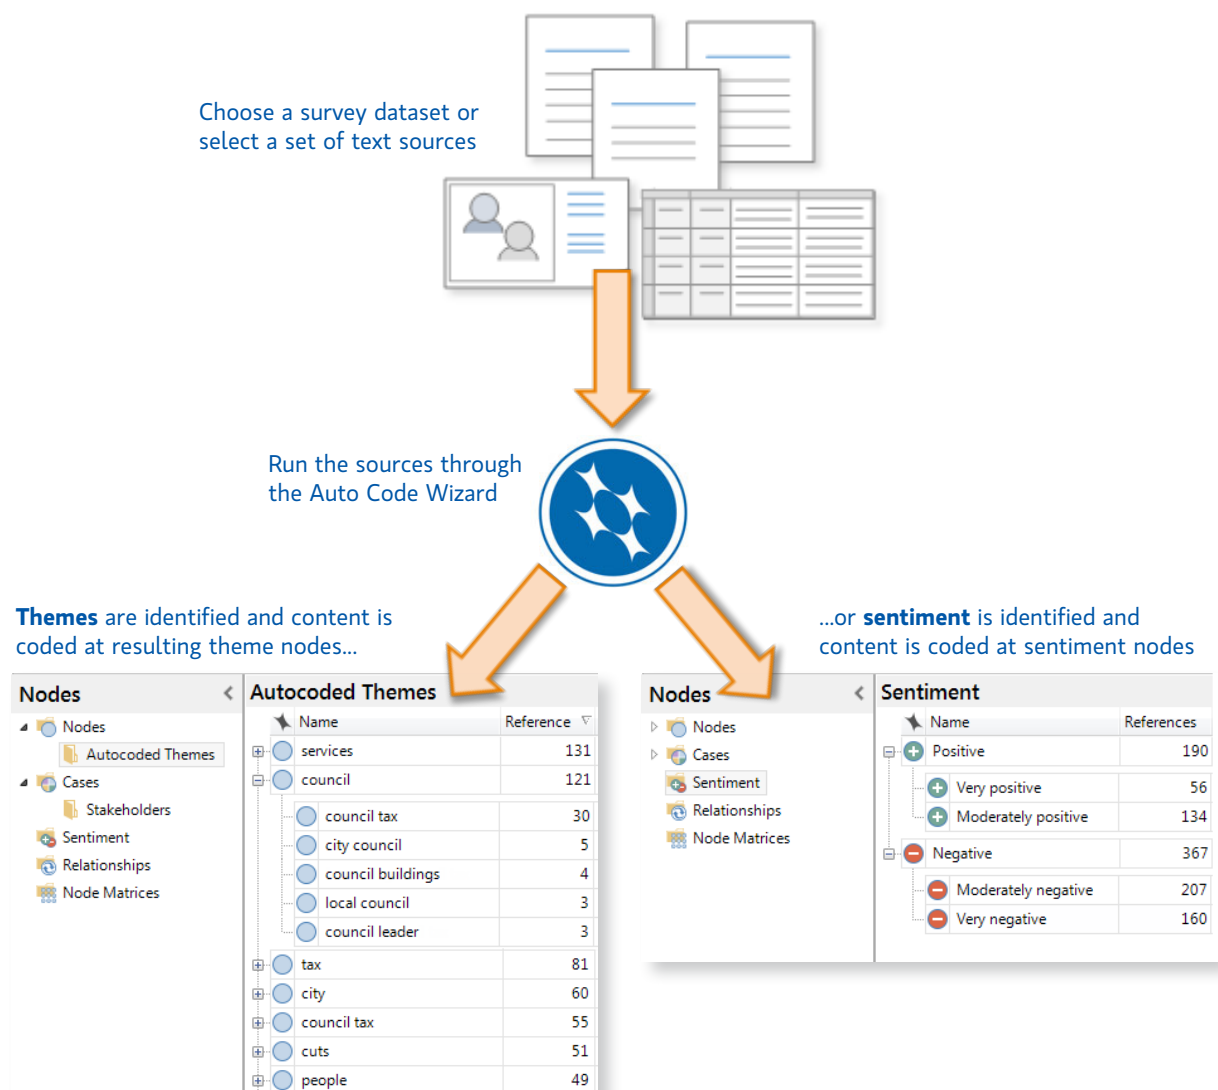 Choose a survey dataset or
select a set of text sources
Run the sources through
the Auto Code Wizard
Themes are identified and content is
coded at resulting theme nodes...
...or sentiment is identified and
content is coded at sentiment nodes
Nodes
Nodes
Autocoded Themes
Cases
Stakeholders
Sentiment
Relationships
Node Matrices
Autocoded Themes
Name Reference
services 131
council 121
council tax 30
city council 5
council buildings 4
local council 3
council leader 3
tax 81
city 60
council tax 55
cuts 51
people 49
Nodes
Nodes
Cases
Sentiment
Relationships
Node Matrices
Sentiment
Name References
Positive 190
Very positive 56
Moderately positive 134
Negative 367
Moderately negative 207
Very negative 160